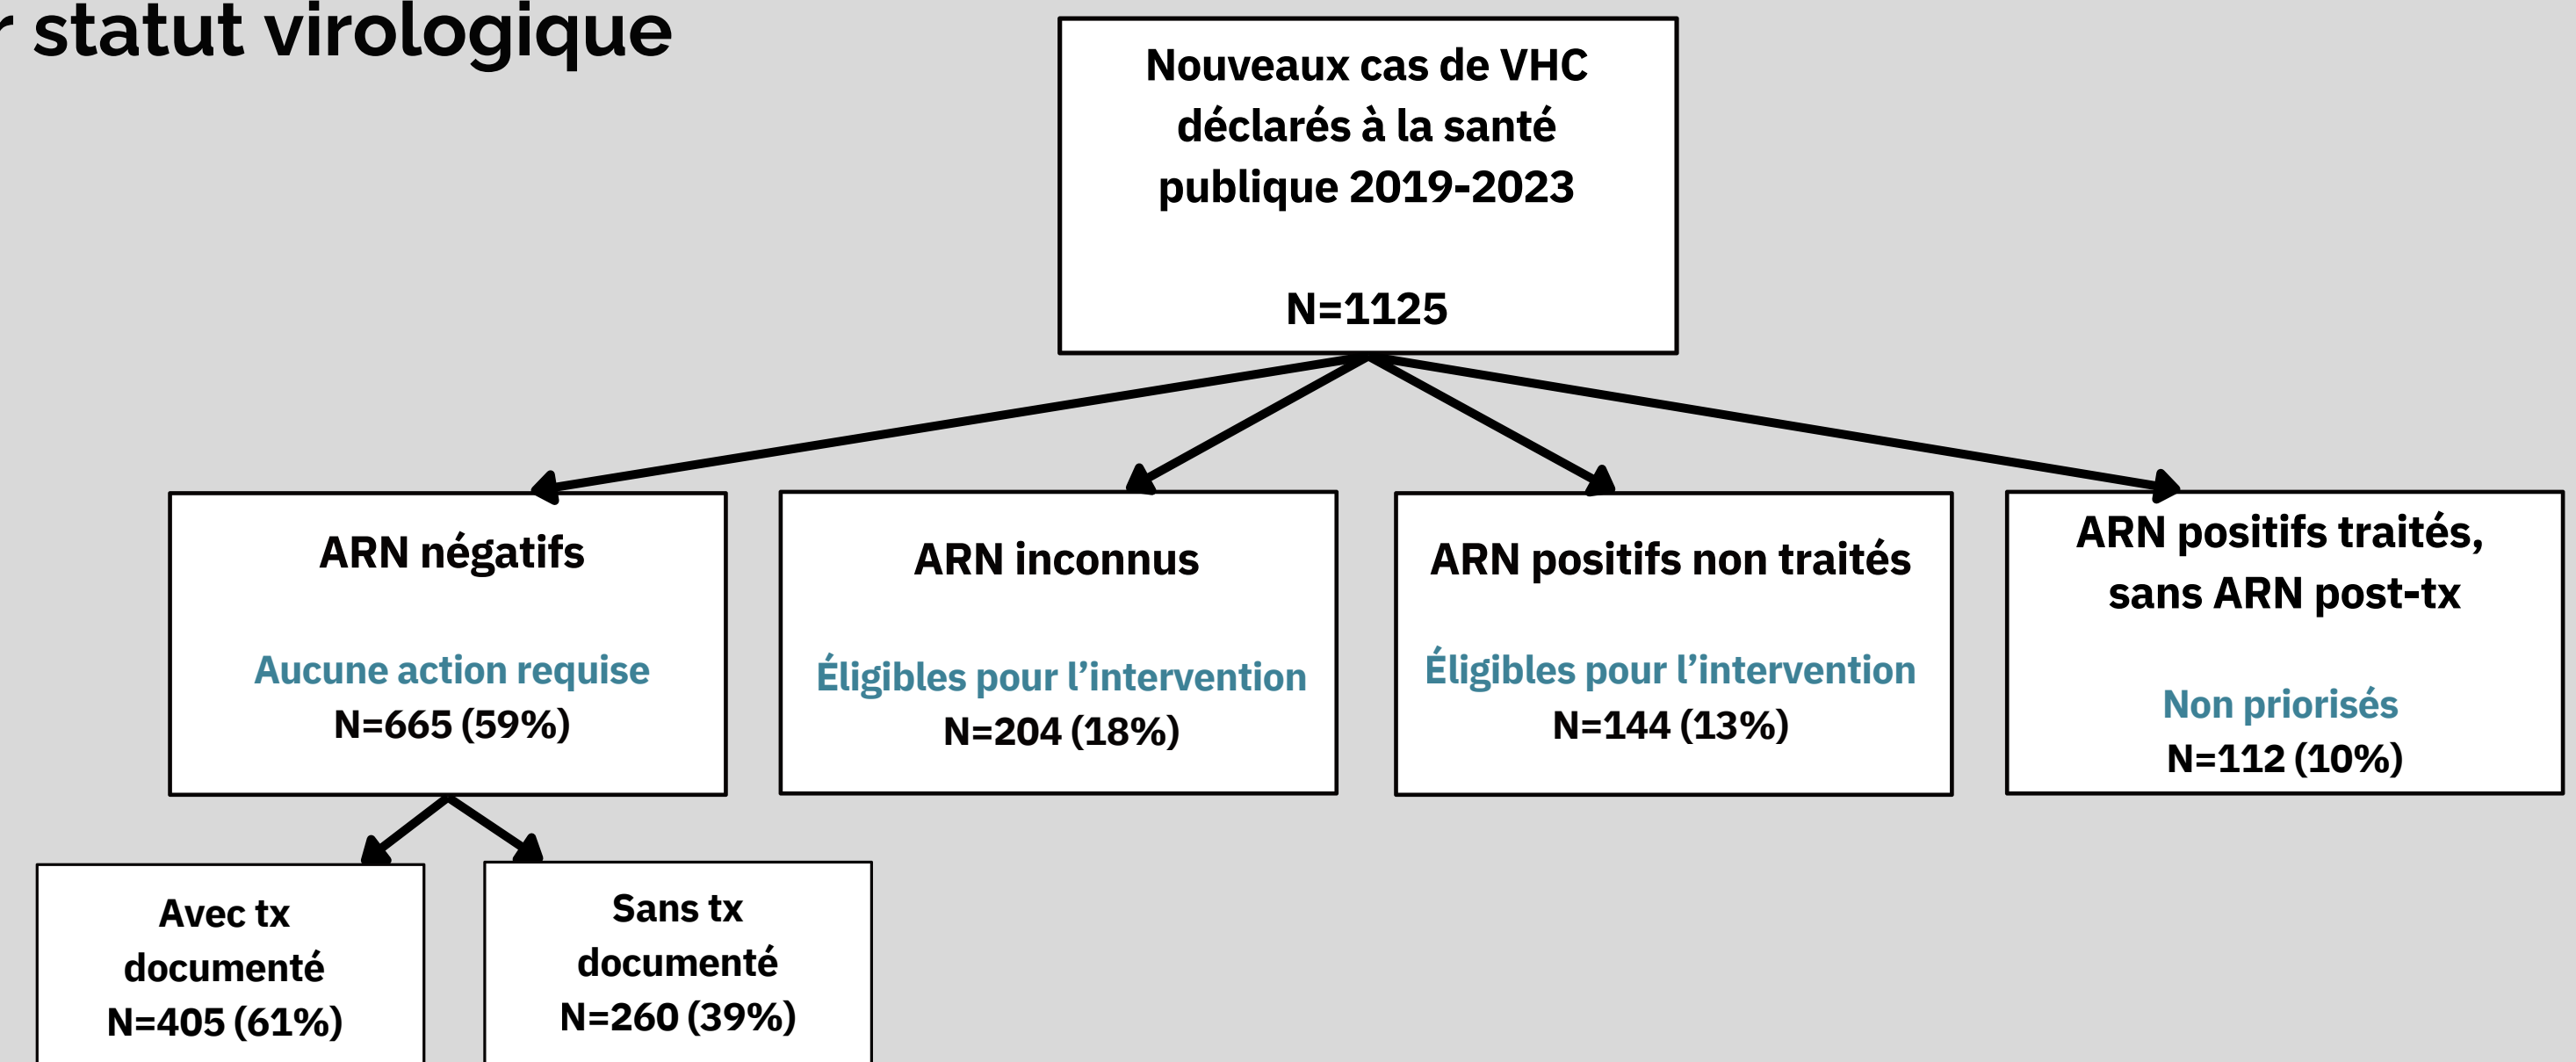 r statut virologique
Nouveaux cas de VHC
déclarés à la santé
publique 2019-2023
N=1125
ARN négatifs
Aucune action requise
N=665 (59%)
ARN inconnus
Éligibles pour l’intervention
N=204 (18%)
ARN positifs non traités
Éligibles pour l’intervention
N=144 (13%)
ARN positifs traités,
sans ARN post-tx
Non priorisés
N=112 (10%)
Avec tx
documenté
N=405 (61%)
Sans tx
documenté
N=260 (39%)